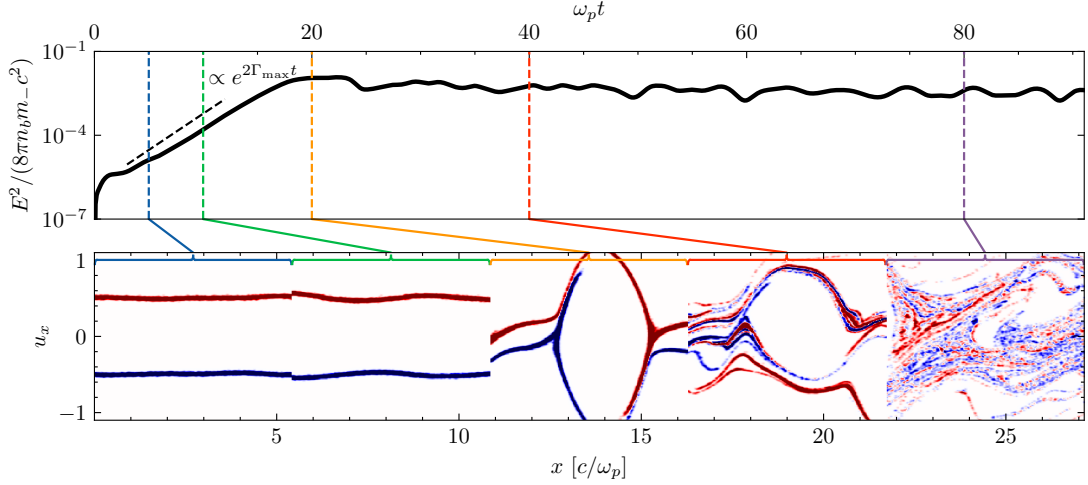 ω_p t
0 20 40 60 80
10^{-1}
∝ e^{2Γ_max t}
10^{-4}
10^{-7}
E^2/(8πn_b m_-c^2)
1
0
−1
u_x
5 10 15 20 25
x [c/ω_p]